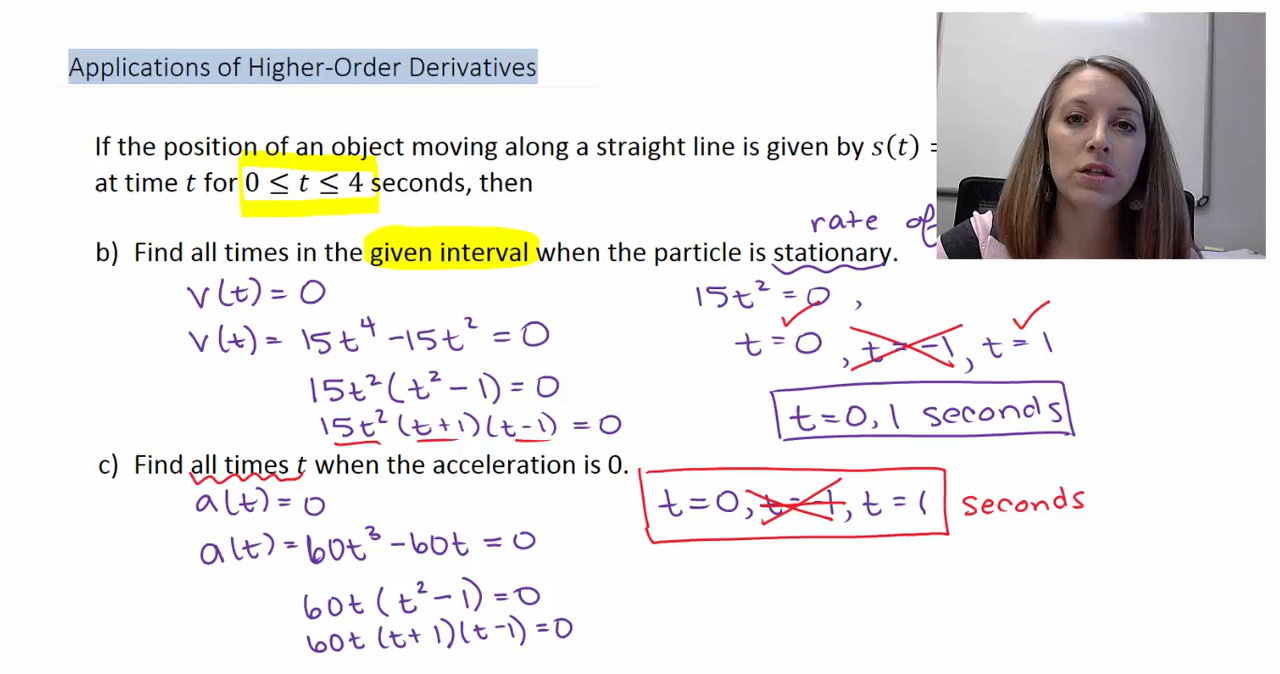 Applications of Higher-Order Derivatives
If the position of an object moving along a straight line is given by s(t) =
at time t for 0 ≤ t ≤ 4 seconds, then
rate of
b) Find all times in the given interval when the particle is stationary.
v(t) = 0
15t² = 0 ,
v(t) = 15t⁴ - 15t² = 0
t = 0 , t = -1 , t = 1
15t² (t² - 1) = 0
t = 0, 1 seconds
15t² (t+1)(t-1) = 0
c) Find all times t when the acceleration is 0.
a(t) = 0
t = 0, t = -1, t = 1 seconds
a(t) = 60t³ - 60t = 0
60t (t² - 1) = 0
60t (t+1)(t-1) = 0